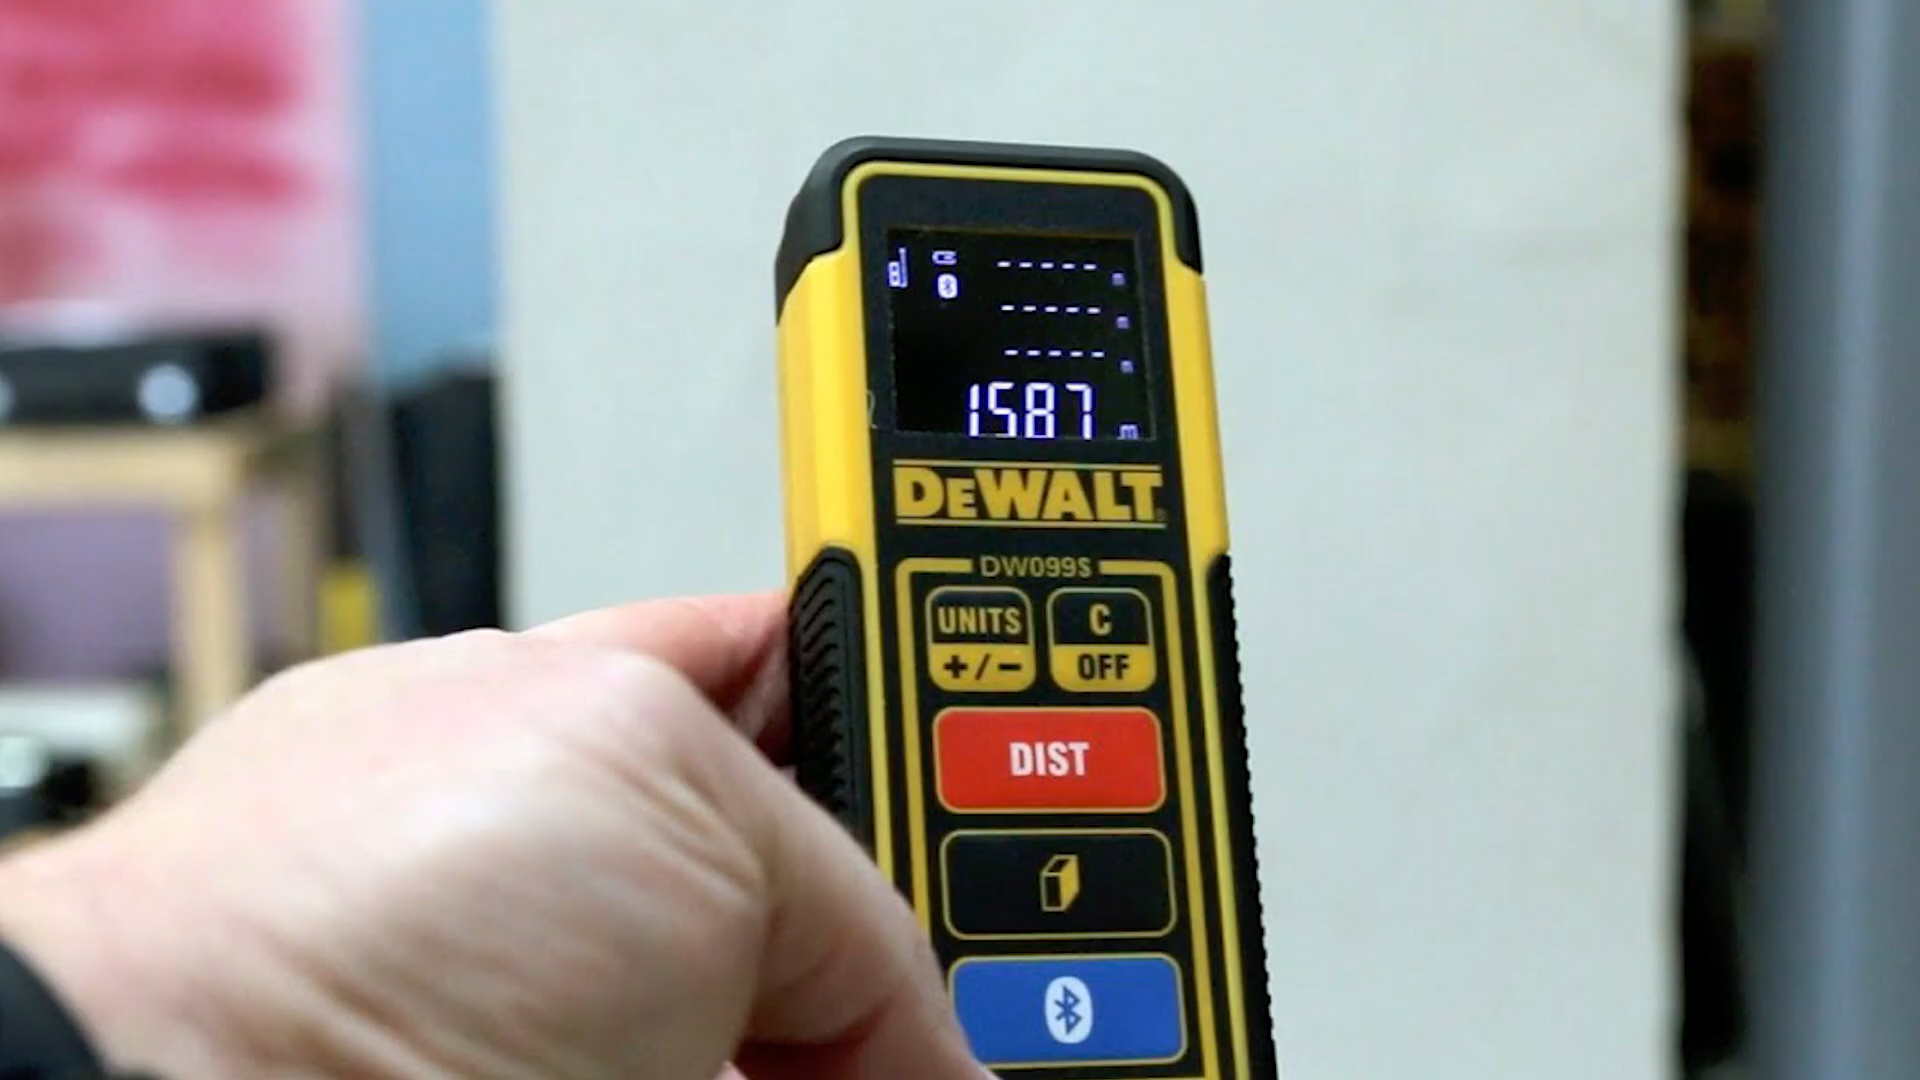 -----
-----
-----
1587 m
DEWALT
DW099S
UNITS C
+/− OFF
DIST